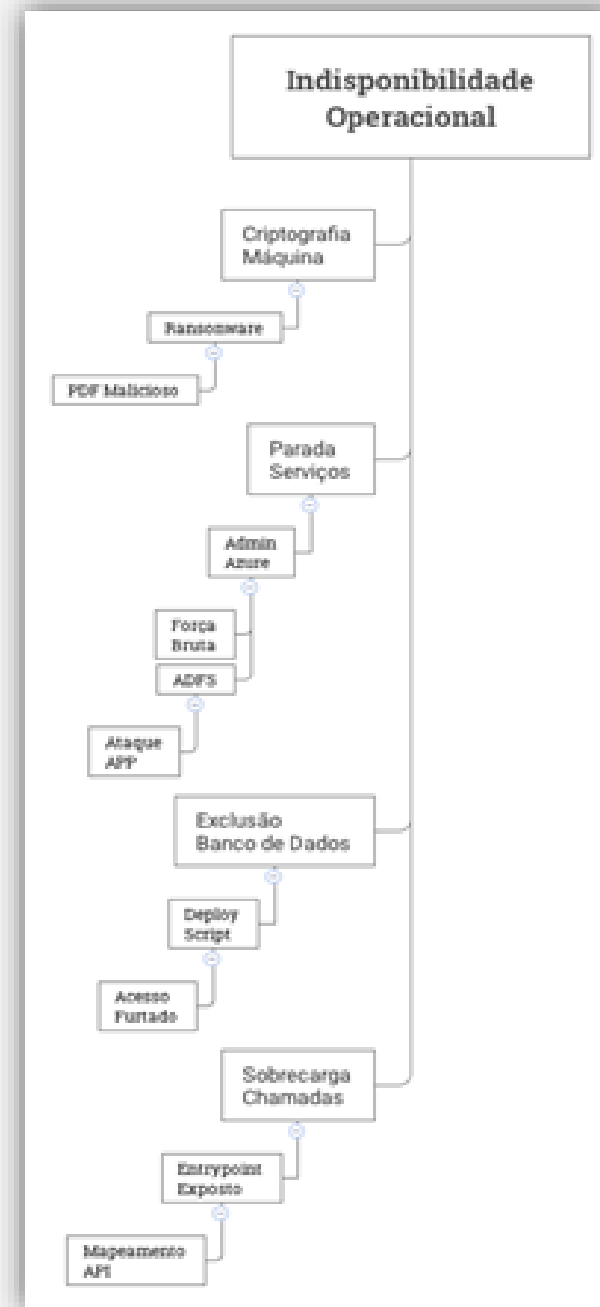 Indisponibilidade
Operacional
Criptografia
Máquina
Ransonware
PDF Malicioso
Parada
Serviços
Admin
Azure
Força
Bruta
ADFS
Ataque
APP
Exclusão
Banco de Dados
Deploy
Script
Acesso
Furtado
Sobrecarga
Chamadas
Entrypoint
Exposto
Mapeamento
API